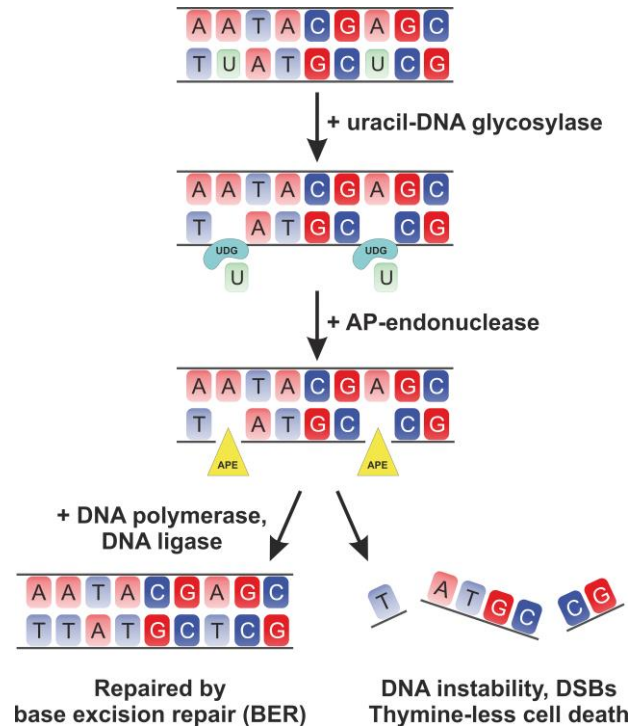 A A T A C G A G C
T U A T G C U C G
+ uracil-DNA glycosylase
A A T A C G A G C
T A T G C C G
UDG UDG
U U
+ AP-endonuclease
A A T A C G A G C
T A T G C C G
APE APE
+ DNA polymerase,
DNA ligase
A A T A C G A G C
T T A T G C T C G
T A T G C C G
Repaired by
base excision repair (BER)
DNA instability, DSBs
Thymine-less cell death